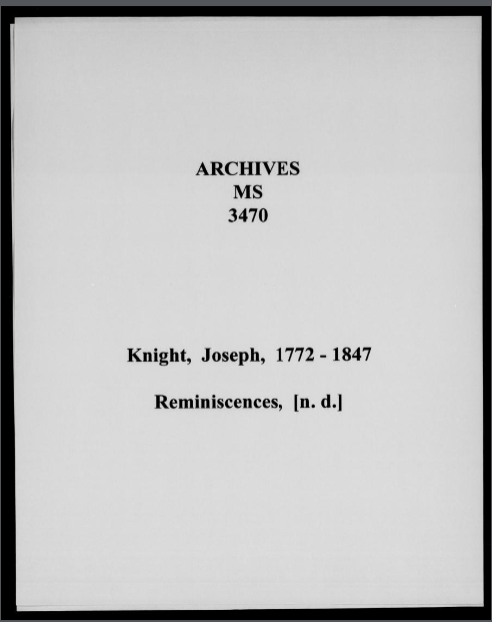 ARCHIVES
MS
3470
Knight, Joseph, 1772 - 1847
Reminiscences, [n. d.]